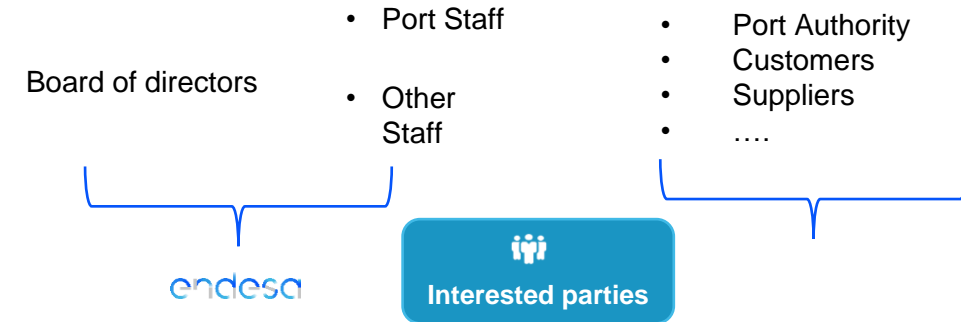 Board of directors
• Port Staff
• Other
Staff
• Port Authority
• Customers
• Suppliers
• ….
endesa
Interested parties